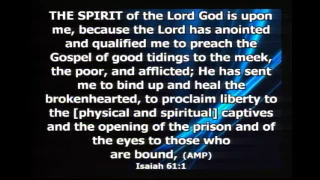 THE SPIRIT of the Lord God is upon
me, because the Lord has anointed
and qualified me to preach the
Gospel of good tidings to the meek,
the poor, and afflicted; He has sent
me to bind up and heal the
brokenhearted, to proclaim liberty to
the [physical and spiritual] captives
and the opening of the prison and of
the eyes to those who
are bound, (AMP)
Isaiah 61:1